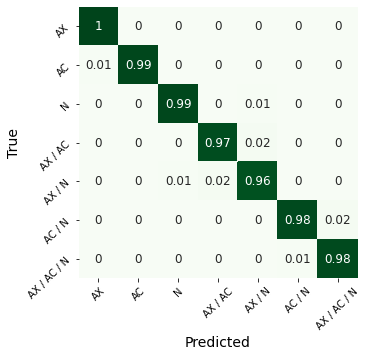 AX 1 0 0 0 0 0 0
AC 0.01 0.99 0 0 0 0 0
N 0 0 0.99 0 0.01 0 0
AX / AC 0 0 0 0.97 0.02 0 0
AX / N 0 0 0.01 0.02 0.96 0 0
AC / N 0 0 0 0 0 0.98 0.02
AX / AC / N 0 0 0 0 0 0.01 0.98
True
AX AC N AX / AC AX / N AC / N AX / AC / N
Predicted